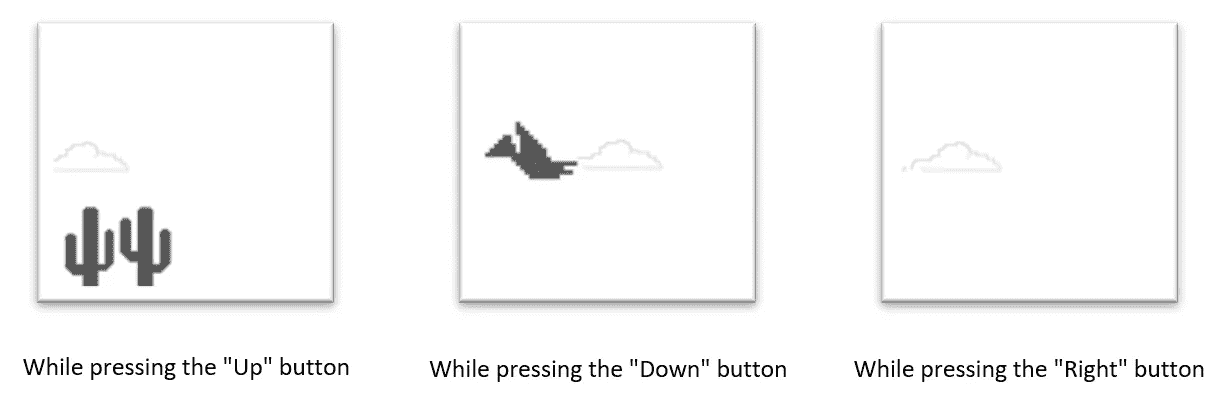 While pressing the "Up" button
While pressing the "Down" button
While pressing the "Right" button